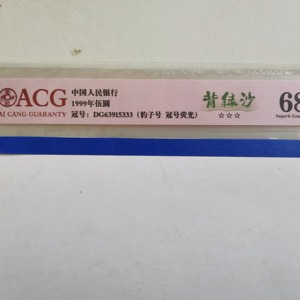 ACG
AI CANG GUARANTY
中国人民银行
1999年伍圆
冠号：DG63915333（豹子号 冠号荧光）
背绿沙
☆☆☆
68
Superb Gem